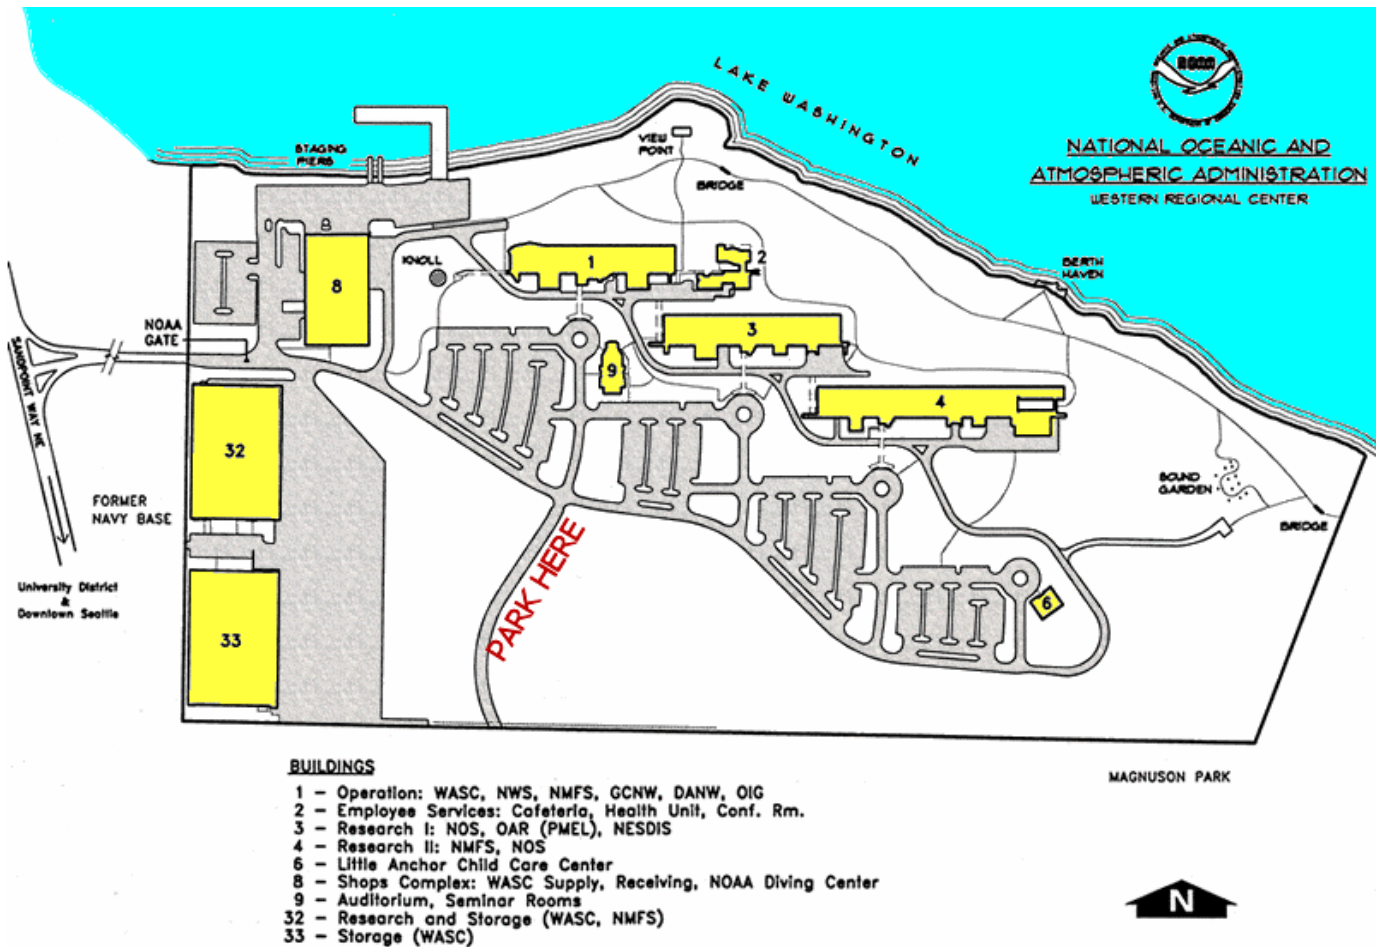 LAKE WASHINGTON
NOAA
NATIONAL OCEANIC AND
ATMOSPHERIC ADMINISTRATION
WESTERN REGIONAL CENTER
STAGING
PIERS
VIEW
POINT
BRIDGE
8
KNOLL
1
2
BERTH
HAVEN
3
NOAA
GATE
SANDPOINT WAY NE
9
4
32
FORMER
NAVY BASE
SOUND
GARDEN
BRIDGE
PARK HERE
University District
&
Downtown Seattle
6
33
MAGNUSON PARK
BUILDINGS
1 – Operation: WASC, NWS, NMFS, GCNW, DANW, OIG
2 – Employee Services: Cafeteria, Health Unit, Conf. Rm.
3 – Research I: NOS, OAR (PMEL), NESDIS
4 – Research II: NMFS, NOS
6 – Little Anchor Child Care Center
8 – Shops Complex: WASC Supply, Receiving, NOAA Diving Center
9 – Auditorium, Seminar Rooms
32 – Research and Storage (WASC, NMFS)
33 – Storage (WASC)
N